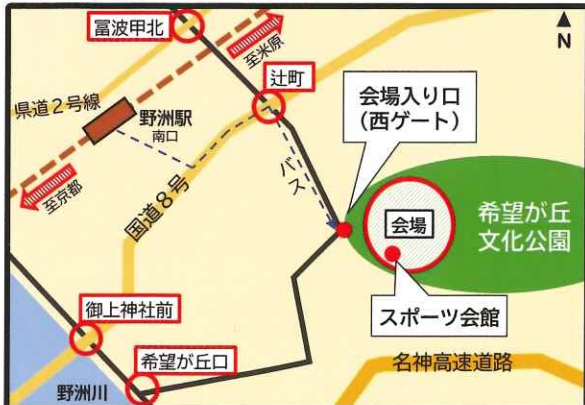 冨波甲北
至米原
N
辻町
県道2号線
野洲駅
南口
会場入り口
(西ゲート)
バス
至京都
国道8号
会場
希望が丘
文化公園
スポーツ会館
御上神社前
希望が丘口
名神高速道路
野洲川